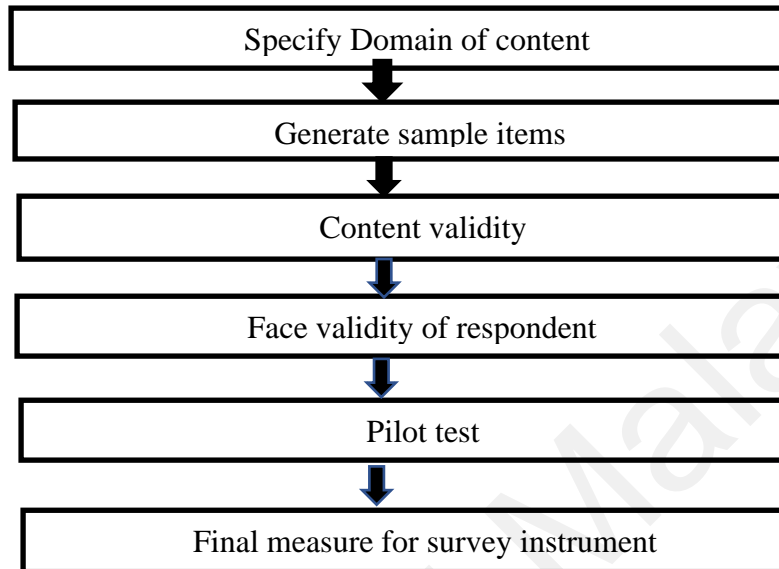 Specify Domain of content
Generate sample items
Content validity
Face validity of respondent
Pilot test
Final measure for survey instrument
Mala